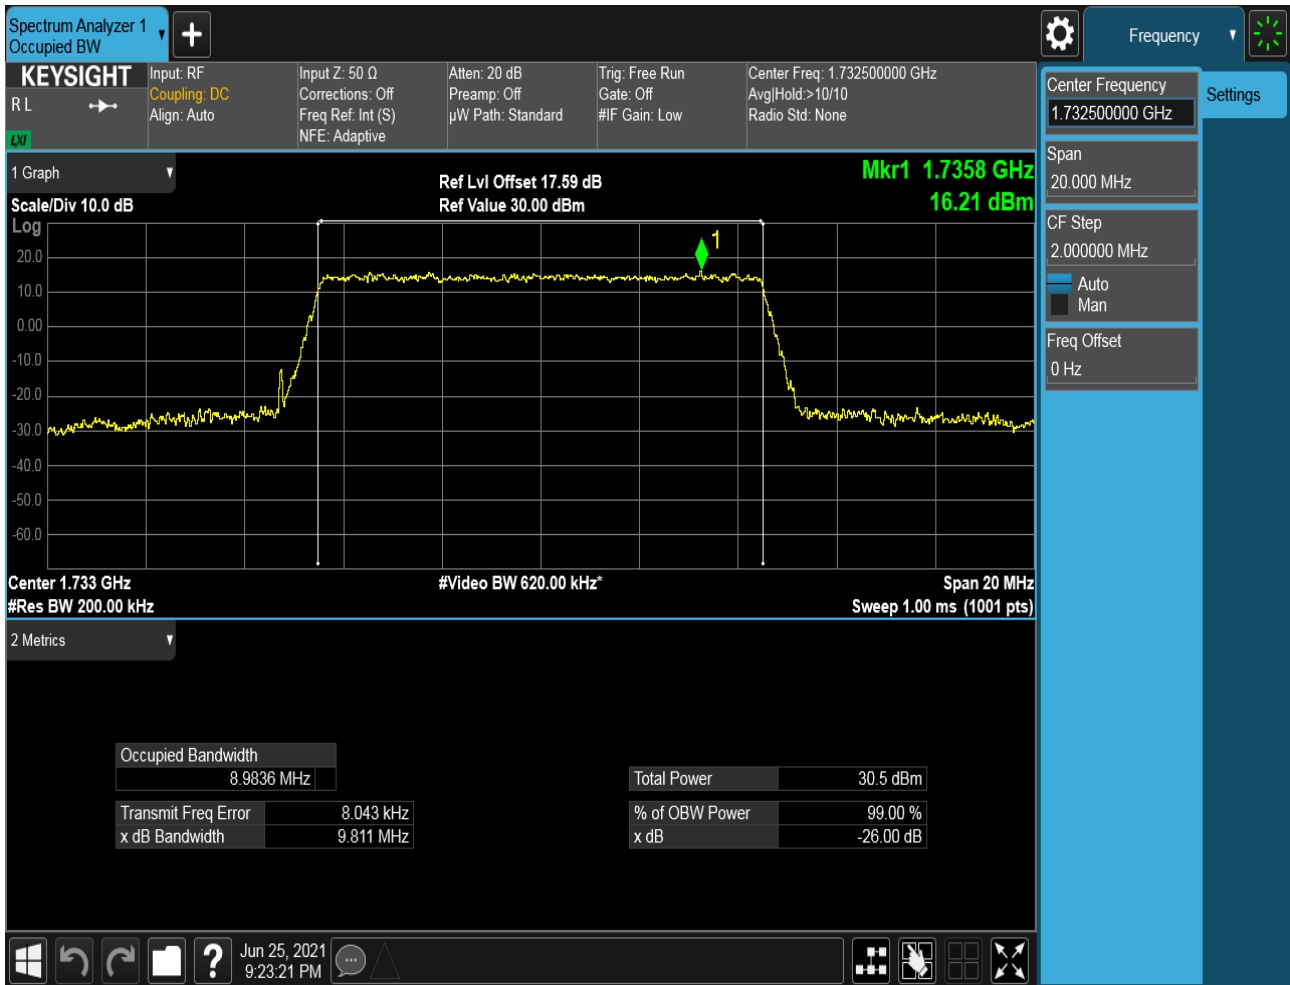 Spectrum Analyzer 1
Occupied BW
Frequency
KEYSIGHT
R L
LXI
Input: RF
Coupling: DC
Align: Auto
Input Z: 50 Ω
Corrections: Off
Freq Ref: Int (S)
NFE: Adaptive
Atten: 20 dB
Preamp: Off
µW Path: Standard
Trig: Free Run
Gate: Off
#IF Gain: Low
Center Freq: 1.732500000 GHz
Avg|Hold:>10/10
Radio Std: None
Center Frequency
1.732500000 GHz
Settings
Span
20.000 MHz
CF Step
2.000000 MHz
Auto
Man
Freq Offset
0 Hz
1 Graph
Scale/Div 10.0 dB
Ref Lvl Offset 17.59 dB
Ref Value 30.00 dBm
Mkr1 1.7358 GHz
16.21 dBm
Log
1
20.0
10.0
0.00
-10.0
-20.0
-30.0
-40.0
-50.0
-60.0
Center 1.733 GHz
#Video BW 620.00 kHz*
Span 20 MHz
#Res BW 200.00 kHz
Sweep 1.00 ms (1001 pts)
2 Metrics
Occupied Bandwidth
8.9836 MHz
Total Power 30.5 dBm
Transmit Freq Error 8.043 kHz
% of OBW Power 99.00 %
x dB Bandwidth 9.811 MHz
x dB -26.00 dB
?
Jun 25, 2021
9:23:21 PM